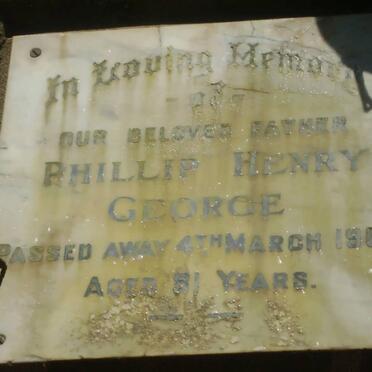 In Loving Memory
- of -
OUR BELOVED FATHER
PHILLIP HENRY
GEORGE
PASSED AWAY 4TH MARCH
AGED 81 YEARS.